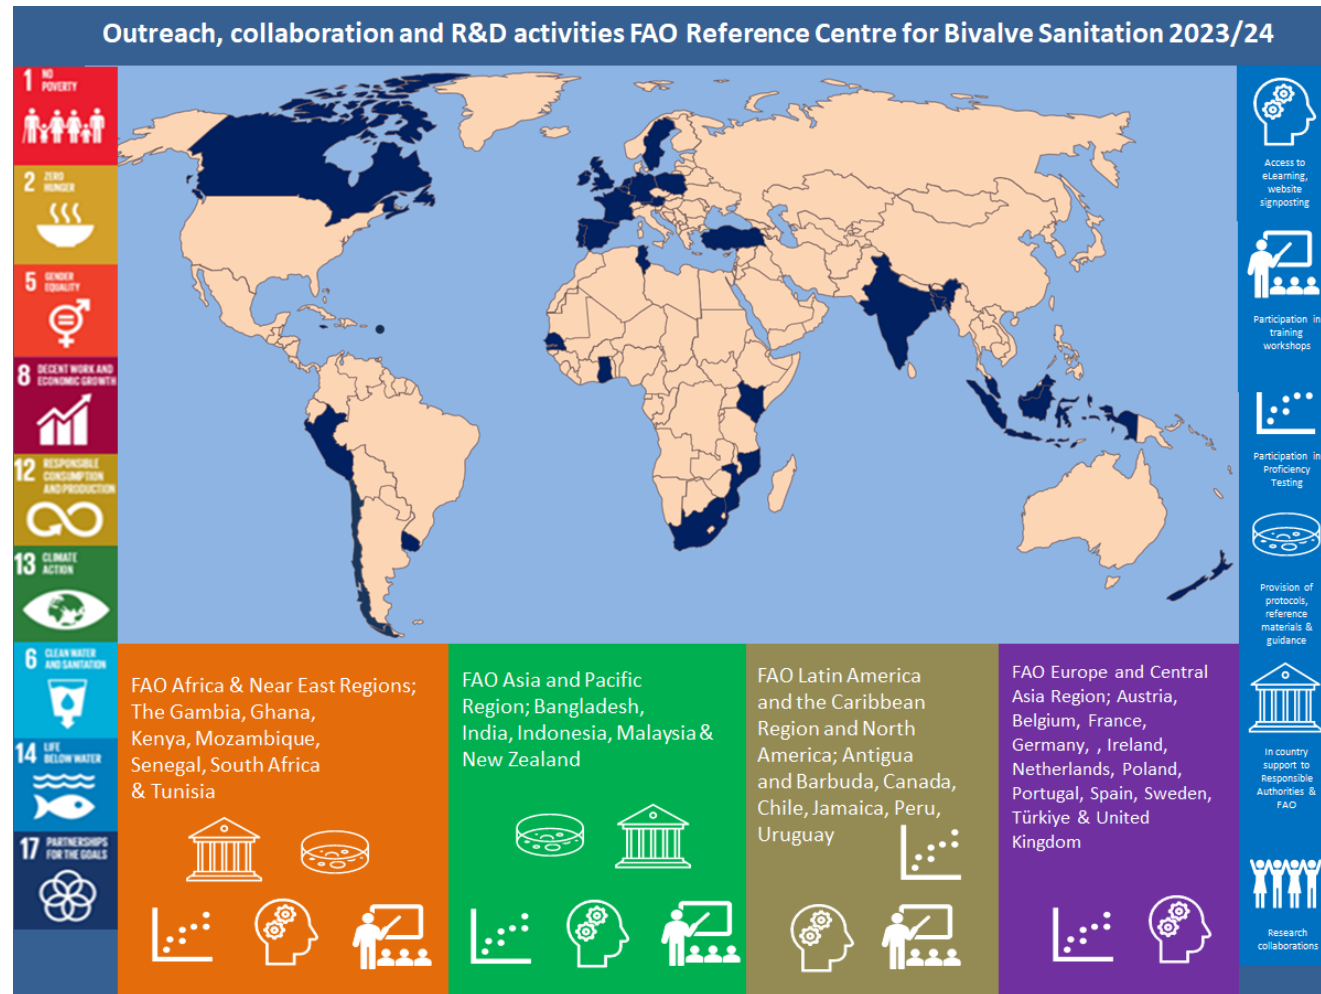 Outreach, collaboration and R&D activities FAO Reference Centre for Bivalve Sanitation 2023/24
1 NO
POVERTY
2 ZERO
HUNGER
5 GENDER
EQUALITY
8 DECENT WORK AND
ECONOMIC GROWTH
12 RESPONSIBLE
CONSUMPTION
AND PRODUCTION
13 CLIMATE
ACTION
6 CLEAN WATER
AND SANITATION
14 LIFE
BELOW WATER
17 PARTNERSHIPS
FOR THE GOALS
FAO Africa & Near East Regions;
The Gambia, Ghana,
Kenya, Mozambique,
Senegal, South Africa
& Tunisia
FAO Asia and Pacific
Region; Bangladesh,
India, Indonesia, Malaysia &
New Zealand
FAO Latin America
and the Caribbean
Region and North
America; Antigua
and Barbuda, Canada,
Chile, Jamaica, Peru,
Uruguay
FAO Europe and Central
Asia Region; Austria,
Belgium, France,
Germany, , Ireland,
Netherlands, Poland,
Portugal, Spain, Sweden,
Türkiye & United
Kingdom
Access to
eLearning,
website
signposting
Participation in
training
workshops
Participation in
Proficiency
Testing
Provision of
protocols,
reference
materials &
guidance
In country
support to
Responsible
Authorities &
FAO
Research
collaborations